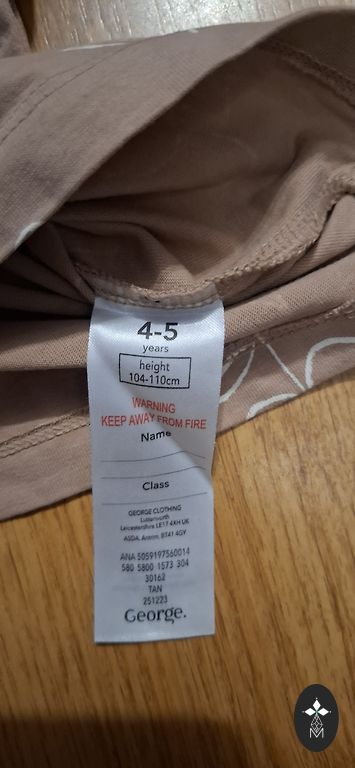 4-5
years
height
104-110cm
WARNING
KEEP AWAY FROM FIRE
Name
Class
GEORGE CLOTHING
Lutterworth
Leicestershire LE17 4XH UK
ASDA. Antrim. BT41 4GY
ANA 5059197560014
580 5800 1573 304
30162
TAN
251223
George.
M